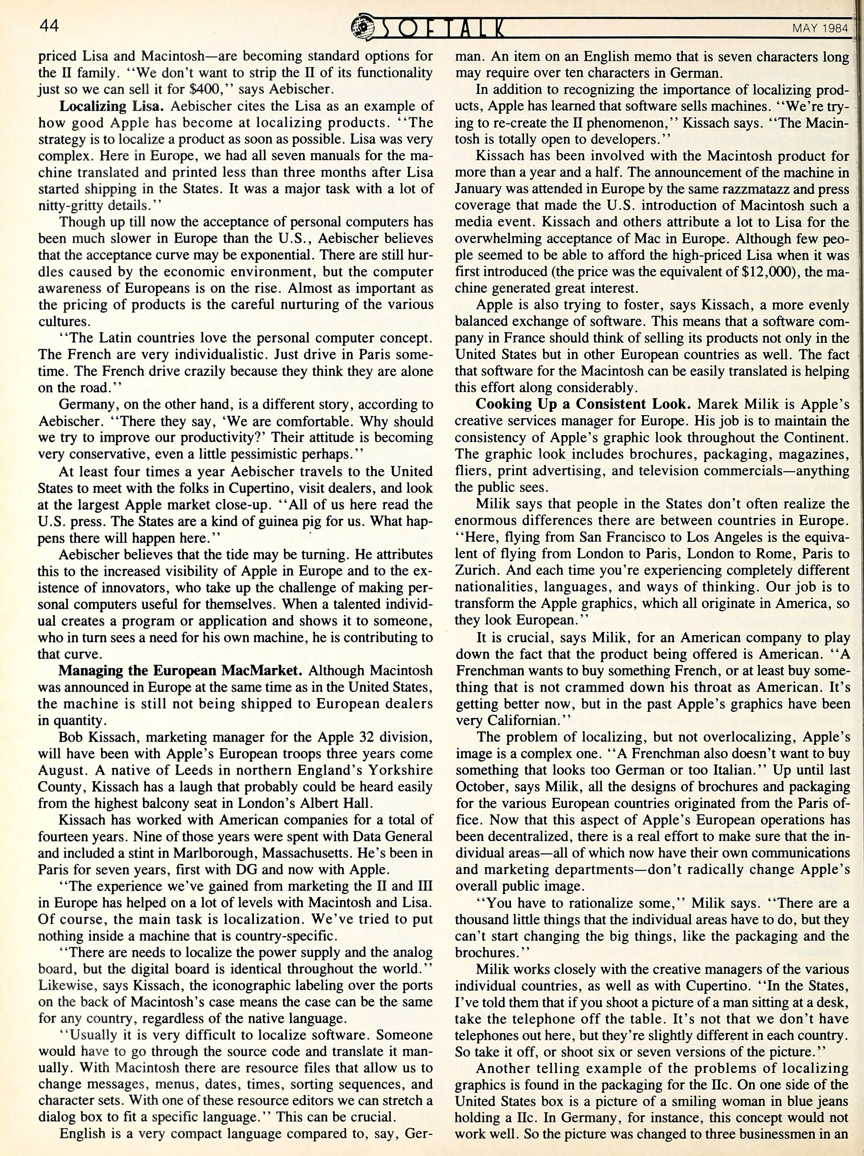 44
SOFTALK
MAY 1984
priced Lisa and Macintosh—are becoming standard options for
the II family. ‘‘We don't want to strip the II of its functionality
just so we can sell it for $400,’’ says Aebischer.
Localizing Lisa. Aebischer cites the Lisa as an example of
how good Apple has become at localizing products. ‘‘The
strategy is to localize a product as soon as possible. Lisa was very
complex. Here in Europe, we had all seven manuals for the ma-
chine translated and printed less than three months after Lisa
started shipping in the States. It was a major task with a lot of
nitty-gritty details.’’
Though up till now the acceptance of personal computers has
been much slower in Europe than the U.S., Aebischer believes
that the acceptance curve may be exponential. There are still hur-
dles caused by the economic environment, but the computer
awareness of Europeans is on the rise. Almost as important as
the pricing of products is the careful nurturing of the various
cultures.
‘‘The Latin countries love the personal computer concept.
The French are very individualistic. Just drive in Paris some-
time. The French drive crazily because they think they are alone
on the road.’’
Germany, on the other hand, is a different story, according to
Aebischer. ‘‘There they say, ‘We are comfortable. Why should
we try to improve our productivity?’ Their attitude is becoming
very conservative, even a little pessimistic perhaps.’’
At least four times a year Aebischer travels to the United
States to meet with the folks in Cupertino, visit dealers, and look
at the largest Apple market close-up. ‘‘All of us here read the
U.S. press. The States are a kind of guinea pig for us. What hap-
pens there will happen here.’’
Aebischer believes that the tide may be turning. He attributes
this to the increased visibility of Apple in Europe and to the ex-
istence of innovators, who take up the challenge of making per-
sonal computers useful for themselves. When a talented individ-
ual creates a program or application and shows it to someone,
who in turn sees a need for his own machine, he is contributing to
that curve.
Managing the European MacMarket. Although Macintosh
was announced in Europe at the same time as in the United States,
the machine is still not being shipped to European dealers
in quantity.
Bob Kissach, marketing manager for the Apple 32 division,
will have been with Apple's European troops three years come
August. A native of Leeds in northern England's Yorkshire
County, Kissach has a laugh that probably could be heard easily
from the highest balcony seat in London's Albert Hall.
Kissach has worked with American companies for a total of
fourteen years. Nine of those years were spent with Data General
and included a stint in Marlborough, Massachusetts. He's been in
Paris for seven years, first with DG and now with Apple.
‘‘The experience we've gained from marketing the II and III
in Europe has helped on a lot of levels with Macintosh and Lisa.
Of course, the main task is localization. We've tried to put
nothing inside a machine that is country-specific.
‘‘There are needs to localize the power supply and the analog
board, but the digital board is identical throughout the world.’’
Likewise, says Kissach, the iconographic labeling over the ports
on the back of Macintosh's case means the case can be the same
for any country, regardless of the native language.
‘‘Usually it is very difficult to localize software. Someone
would have to go through the source code and translate it man-
ually. With Macintosh there are resource files that allow us to
change messages, menus, dates, times, sorting sequences, and
character sets. With one of these resource editors we can stretch a
dialog box to fit a specific language.’’ This can be crucial.
English is a very compact language compared to, say, Ger-
man. An item on an English memo that is seven characters long
may require over ten characters in German.
In addition to recognizing the importance of localizing prod-
ucts, Apple has learned that software sells machines. ‘‘We're try-
ing to re-create the II phenomenon,’’ Kissach says. ‘‘The Macin-
tosh is totally open to developers.’’
Kissach has been involved with the Macintosh product for
more than a year and a half. The announcement of the machine in
January was attended in Europe by the same razzmatazz and press
coverage that made the U.S. introduction of Macintosh such a
media event. Kissach and others attribute a lot to Lisa for the
overwhelming acceptance of Mac in Europe. Although few peo-
ple seemed to be able to afford the high-priced Lisa when it was
first introduced (the price was the equivalent of $12,000), the ma-
chine generated great interest.
Apple is also trying to foster, says Kissach, a more evenly
balanced exchange of software. This means that a software com-
pany in France should think of selling its products not only in the
United States but in other European countries as well. The fact
that software for the Macintosh can be easily translated is helping
this effort along considerably.
Cooking Up a Consistent Look. Marek Milik is Apple's
creative services manager for Europe. His job is to maintain the
consistency of Apple's graphic look throughout the Continent.
The graphic look includes brochures, packaging, magazines,
fliers, print advertising, and television commercials—anything
the public sees.
Milik says that people in the States don't often realize the
enormous differences there are between countries in Europe.
‘‘Here, flying from San Francisco to Los Angeles is the equiva-
lent of flying from London to Paris, London to Rome, Paris to
Zurich. And each time you're experiencing completely different
nationalities, languages, and ways of thinking. Our job is to
transform the Apple graphics, which all originate in America, so
they look European.’’
It is crucial, says Milik, for an American company to play
down the fact that the product being offered is American. ‘‘A
Frenchman wants to buy something French, or at least buy some-
thing that is not crammed down his throat as American. It's
getting better now, but in the past Apple's graphics have been
very Californian.’’
The problem of localizing, but not overlocalizing, Apple's
image is a complex one. ‘‘A Frenchman also doesn't want to buy
something that looks too German or too Italian.’’ Up until last
October, says Milik, all the designs of brochures and packaging
for the various European countries originated from the Paris of-
fice. Now that this aspect of Apple's European operations has
been decentralized, there is a real effort to make sure that the in-
dividual areas—all of which now have their own communications
and marketing departments—don't radically change Apple's
overall public image.
‘‘You have to rationalize some,’’ Milik says. ‘‘There are a
thousand little things that the individual areas have to do, but they
can't start changing the big things, like the packaging and the
brochures.’’
Milik works closely with the creative managers of the various
individual countries, as well as with Cupertino. ‘‘In the States,
I've told them that if you shoot a picture of a man sitting at a desk,
take the telephone off the table. It's not that we don't have
telephones out here, but they're slightly different in each country.
So take it off, or shoot six or seven versions of the picture.’’
Another telling example of the problems of localizing
graphics is found in the packaging for the IIc. On one side of the
United States box is a picture of a smiling woman in blue jeans
holding a IIc. In Germany, for instance, this concept would not
work well. So the picture was changed to three businessmen in an